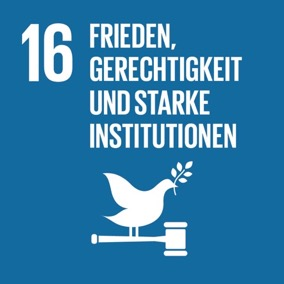 16 FRIEDEN,
GERECHTIGKEIT
UND STARKE
INSTITUTIONEN